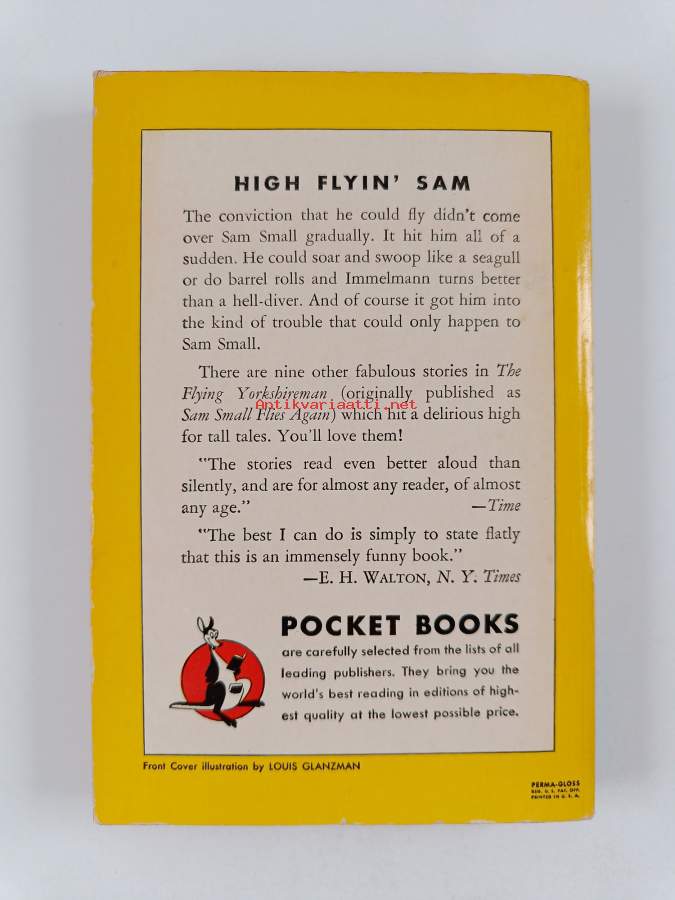 HIGH FLYIN' SAM
The conviction that he could fly didn't come
over Sam Small gradually. It hit him all of a
sudden. He could soar and swoop like a seagull
or do barrel rolls and Immelmann turns better
than a hell-diver. And of course it got him into
the kind of trouble that could only happen to
Sam Small.
There are nine other fabulous stories in The
Flying Yorkshireman (originally published as
Antikvariaatti.net
Sam Small Flies Again) which hit a delirious high
for tall tales. You'll love them!
"The stories read even better aloud than
silently, and are for almost any reader, of almost
any age." —Time
"The best I can do is simply to state flatly
that this is an immensely funny book."
—E. H. WALTON, N. Y. Times
POCKET BOOKS
are carefully selected from the lists of all
leading publishers. They bring you the
world's best reading in editions of high-
est quality at the lowest possible price.
Front Cover illustration by LOUIS GLANZMAN
PERMA-GLOSS
REG. U. S. PAT. OFF.
PRINTED IN U. S. A.